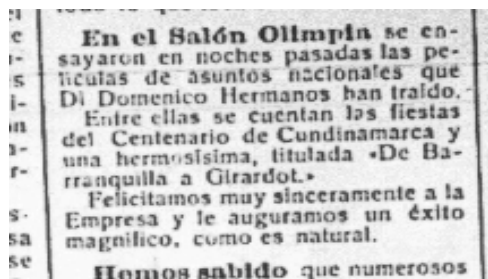 En el Salón Olimpia se en-
sayaron en noches pasadas las pe-
lículas de asuntos nacionales que
Di Domenico Hermanos han traído.
Entre ellas se cuentan las fiestas
del Centenario de Cundinamarca y
una hermosísima, titulada «De Ba-
rranquilla a Girardot.»
Felicitamos muy sinceramente a la
Empresa y le auguramos un éxito
magnífico, como es natural.
Hemos sabido que numerosos